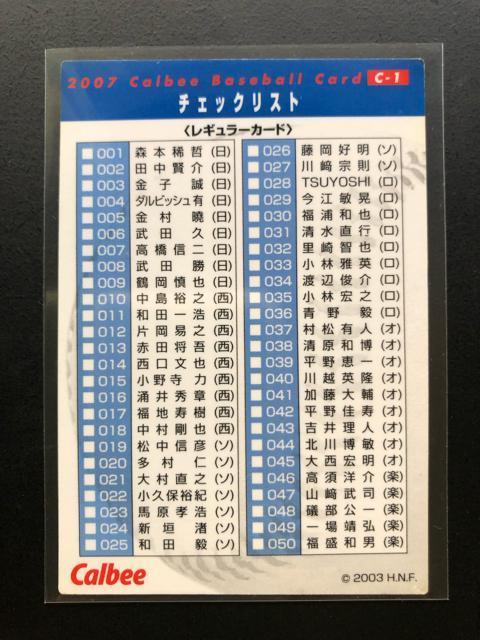 2007 Calbee Baseball Card C-1
チェックリスト
〈レギュラーカード〉
001 森本稀哲(日)
002 田中賢介(日)
003 金子 誠(日)
004 ダルビッシュ有(日)
005 金村 曉(日)
006 武田 久(日)
007 高橋信二(日)
008 武田 勝(日)
009 鶴岡慎也(日)
010 中島裕之(西)
011 和田一浩(西)
012 片岡易之(西)
013 赤田将吾(西)
014 西口文也(西)
015 小野寺 力(西)
016 涌井秀章(西)
017 福地寿樹(西)
018 中村剛也(西)
019 松中信彦(ソ)
020 多村 仁(ソ)
021 大村直之(ソ)
022 小久保裕紀(ソ)
023 馬原孝浩(ソ)
024 新垣 渚(ソ)
025 和田 毅(ソ)
026 藤岡好明(ソ)
027 川﨑宗則(ソ)
028 TSUYOSHI(ロ)
029 今江敏晃(ロ)
030 福浦和也(ロ)
031 清水直行(ロ)
032 里崎智也(ロ)
033 小林雅英(ロ)
034 渡辺俊介(ロ)
035 小林宏之(ロ)
036 青野 毅(ロ)
037 村松有人(オ)
038 清原和博(オ)
039 平野恵一(オ)
040 川越英隆(オ)
041 加藤大輔(オ)
042 平野佳寿(オ)
043 吉井理人(オ)
044 北川博敏(オ)
045 大西宏明(オ)
046 高須洋介(楽)
047 山﨑武司(楽)
048 礒部公一(楽)
049 一場靖弘(楽)
050 福盛和男(楽)
Calbee
© 2003 H.N.F.